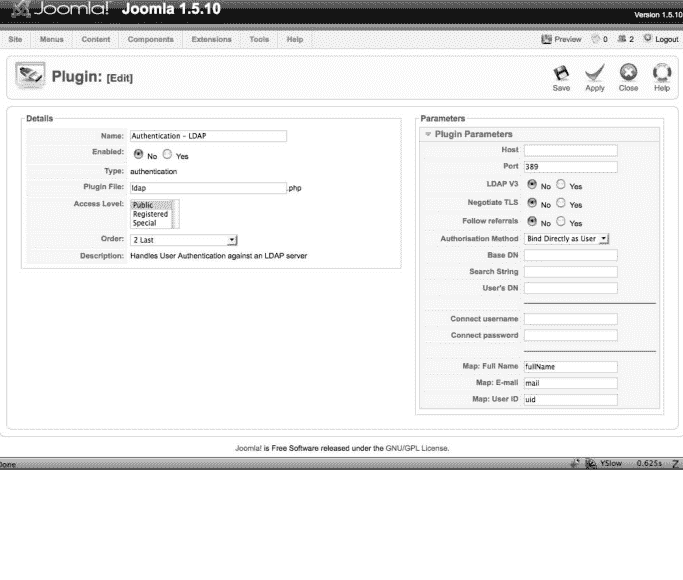 Joomla! Joomla 1.5.10
Version 1.5.10
Site Menus Content Components Extensions Tools Help Preview 0 2 Logout
Plugin: [Edit]
Save Apply Close Help
Details
Name: Authentication - LDAP
Enabled: No Yes
Type: authentication
Plugin File: ldap .php
Access Level: Public
Registered
Special
Order: 2 Last
Description: Handles User Authentication against an LDAP server
Parameters
Plugin Parameters
Host
Port 389
LDAP V3 No Yes
Negotiate TLS No Yes
Follow referrals No Yes
Authorisation Method Bind Directly as User
Base DN
Search String
User's DN
Connect username
Connect password
Map: Full Name fullName
Map: E-mail mail
Map: User ID uid
Joomla! is Free Software released under the GNU/GPL License.
Done YSlow 0.625s Z